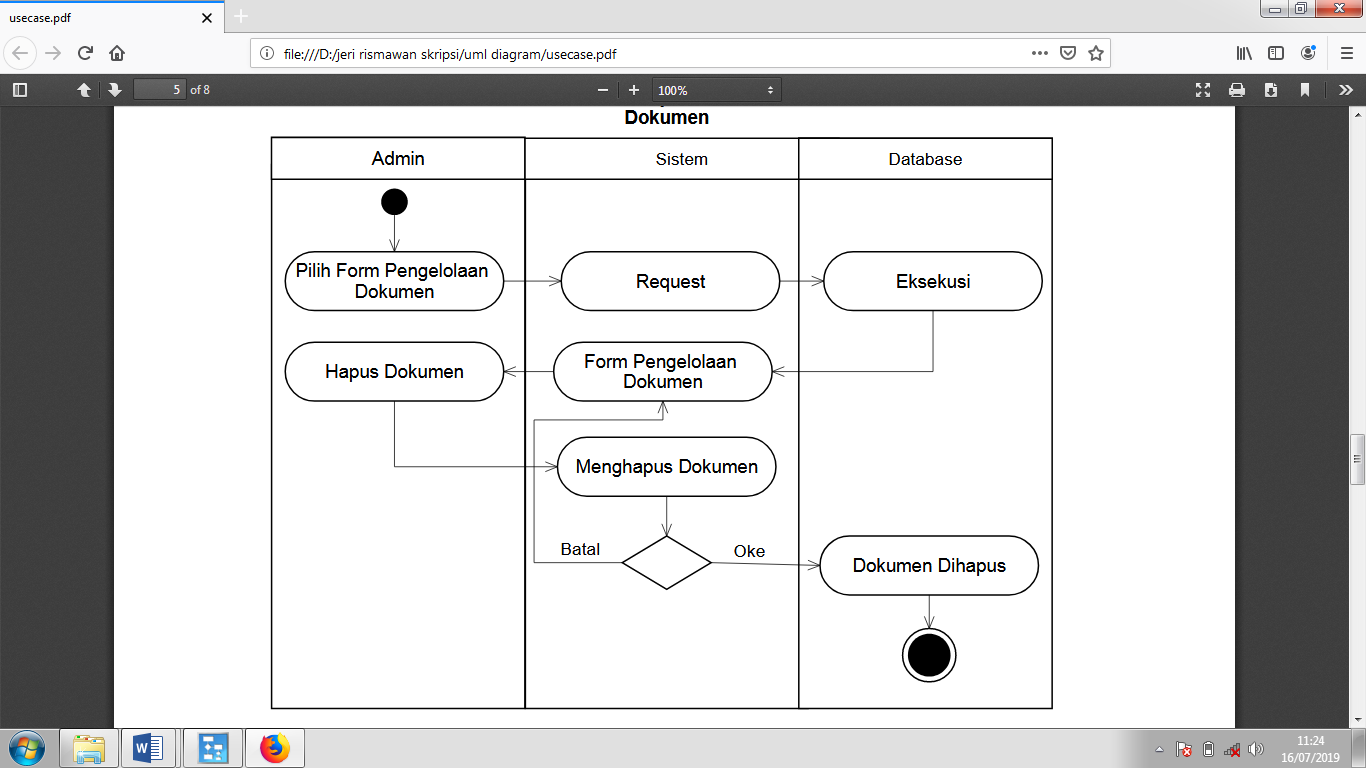 usecase.pdf
file:///D:/jeri rismawan skripsi/uml diagram/usecase.pdf
5 of 8
100%
Dokumen
Admin
Sistem
Database
Pilih Form Pengelolaan
Dokumen
Request
Eksekusi
Hapus Dokumen
Form Pengelolaan
Dokumen
Menghapus Dokumen
Batal
Oke
Dokumen Dihapus
11:24
16/07/2019